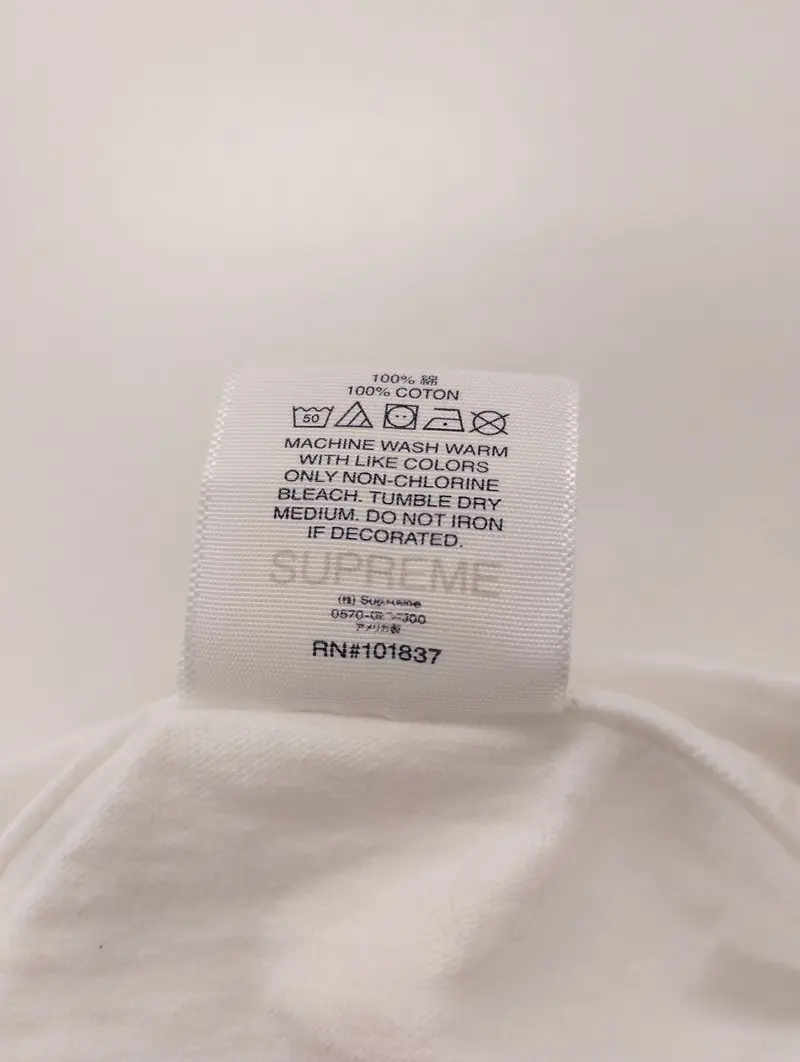 100% 綿
100% COTON
50
MACHINE WASH WARM
WITH LIKE COLORS
ONLY NON-CHLORINE
BLEACH. TUMBLE DRY
MEDIUM. DO NOT IRON
IF DECORATED.
SUPREME
(株) Supreme
アメリカ製
RN#101837